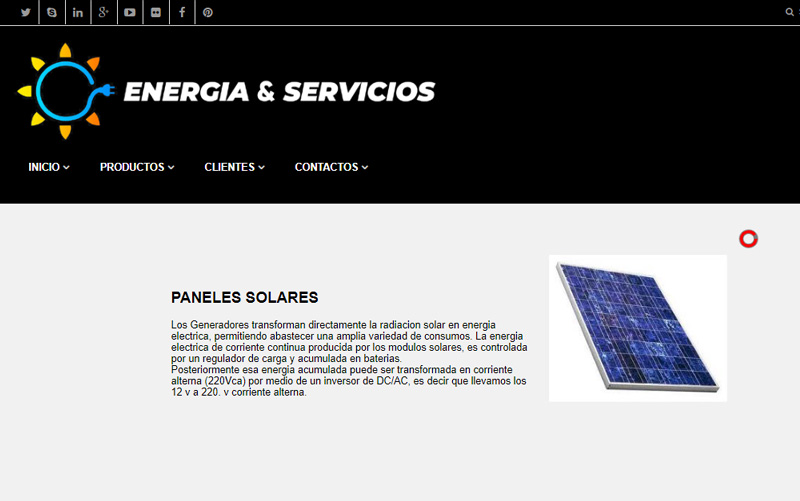 ENERGIA & SERVICIOS
INICIO
PRODUCTOS
CLIENTES
CONTACTOS
PANELES SOLARES
Los Generadores transforman directamente la radiacion solar en energia
electrica, permitiendo abastecer una amplia variedad de consumos. La energia
electrica de corriente continua producida por los modulos solares, es controlada
por un regulador de carga y acumulada en baterias.
Posteriormente esa energia acumulada puede ser transformada en corriente
alterna (220Vca) por medio de un inversor de DC/AC, es decir que llevamos los
12 v a 220. v corriente alterna.